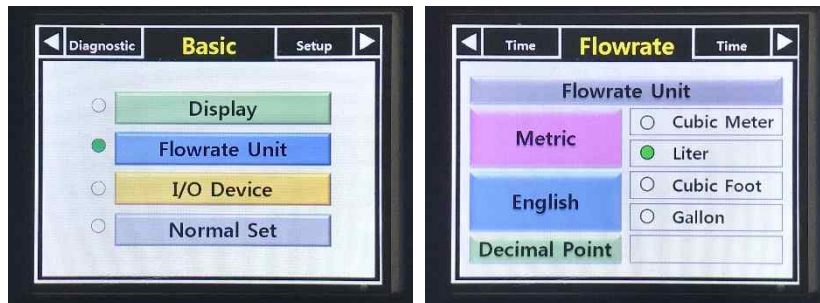 Diagnostic Basic Setup
Display
Flowrate Unit
I/O Device
Normal Set
Time Flowrate Time
Flowrate Unit
Metric
Cubic Meter
Liter
English
Cubic Foot
Gallon
Decimal Point